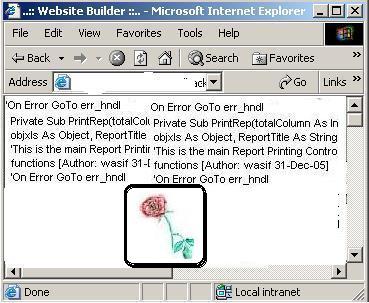 ..:: Website Builder ::.. - Microsoft Internet Explorer
File Edit View Favorites Tools Help
Back Search Favorites
Address Go Links »
'On Error GoTo err_hndl
Private Sub PrintRep(totalColumn
objxls As Object, ReportTitle
'This is the main Report Printin
functions [Author: wasif 31-D
'On Error GoTo err_hndl
On Error GoTo err_hndl
Private Sub PrintRep(totalColumn As In
objxls As Object, ReportTitle As String
'This is the main Report Printing Contro
functions [Author: wasif 31-Dec-05]
'On Error GoTo err_hndl
Done Local intranet